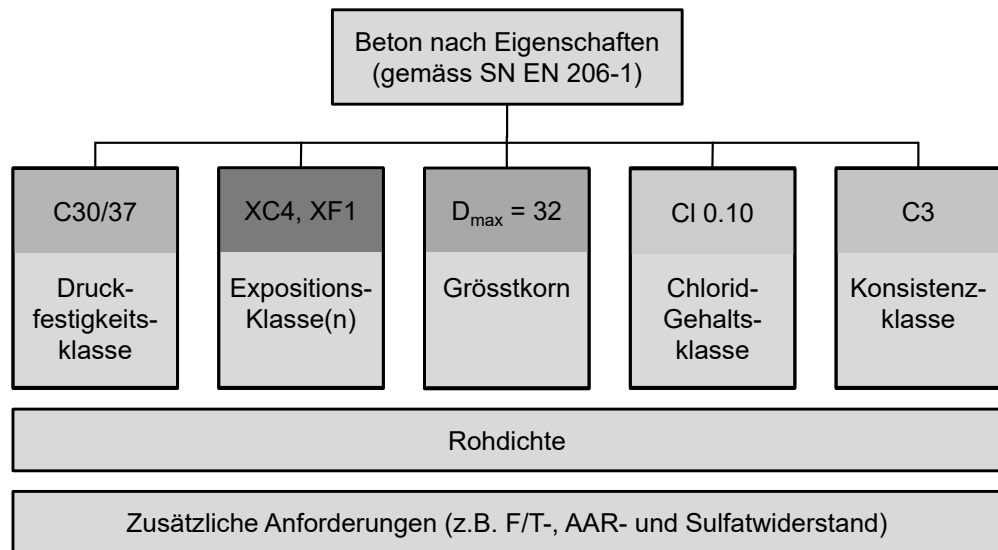 Beton nach Eigenschaften
(gemäss SN EN 206-1)
C30/37
Druck-
festigkeits-
klasse
XC4, XF1
Expositions-
Klasse(n)
Dmax = 32
Grösstkorn
Cl 0.10
Chlorid-
Gehalts-
klasse
C3
Konsistenz-
klasse
Rohdichte
Zusätzliche Anforderungen (z.B. F/T-, AAR- und Sulfatwiderstand)